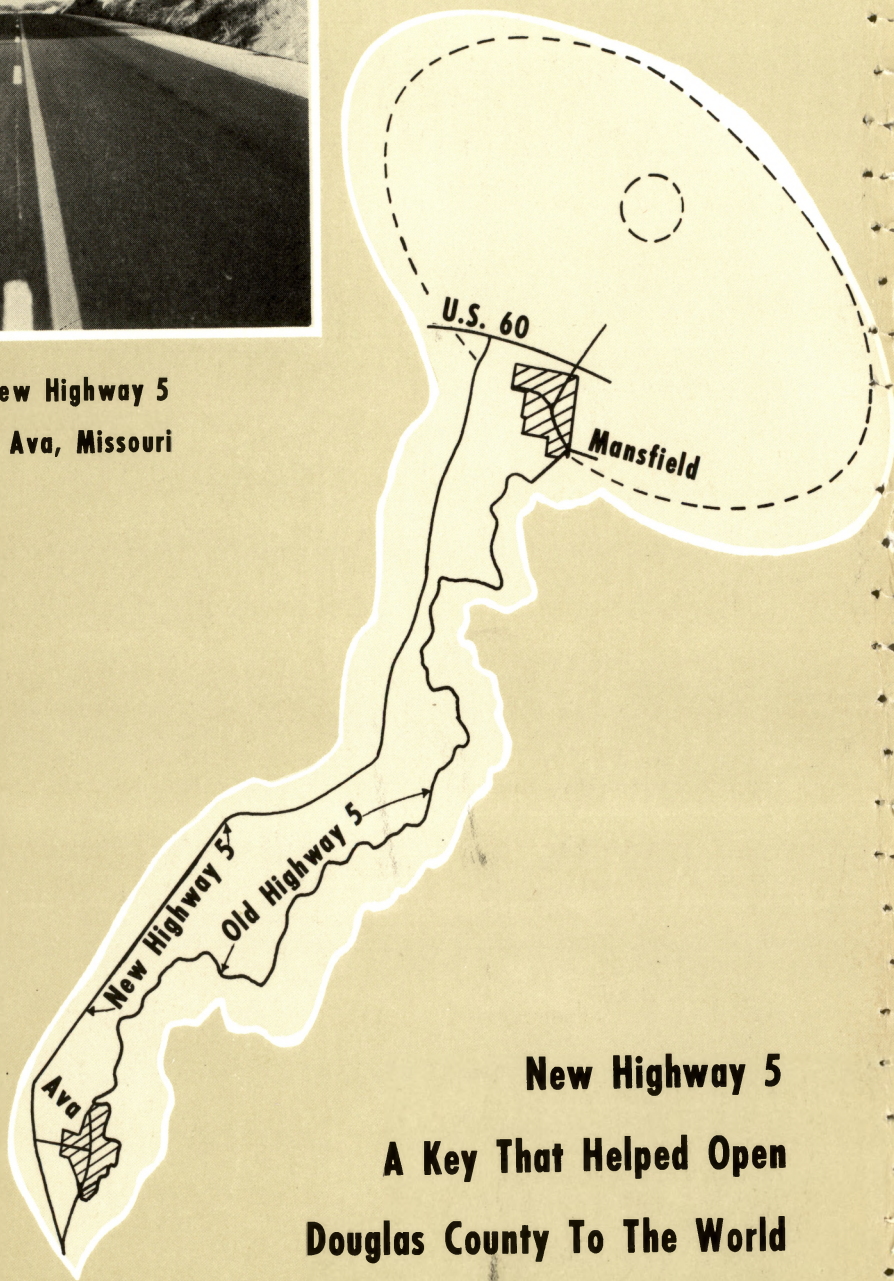 ew Highway 5
Ava, Missouri
U.S. 60
Mansfield
New Highway 5
Old Highway 5
Ava
New Highway 5
A Key That Helped Open
Douglas County To The World